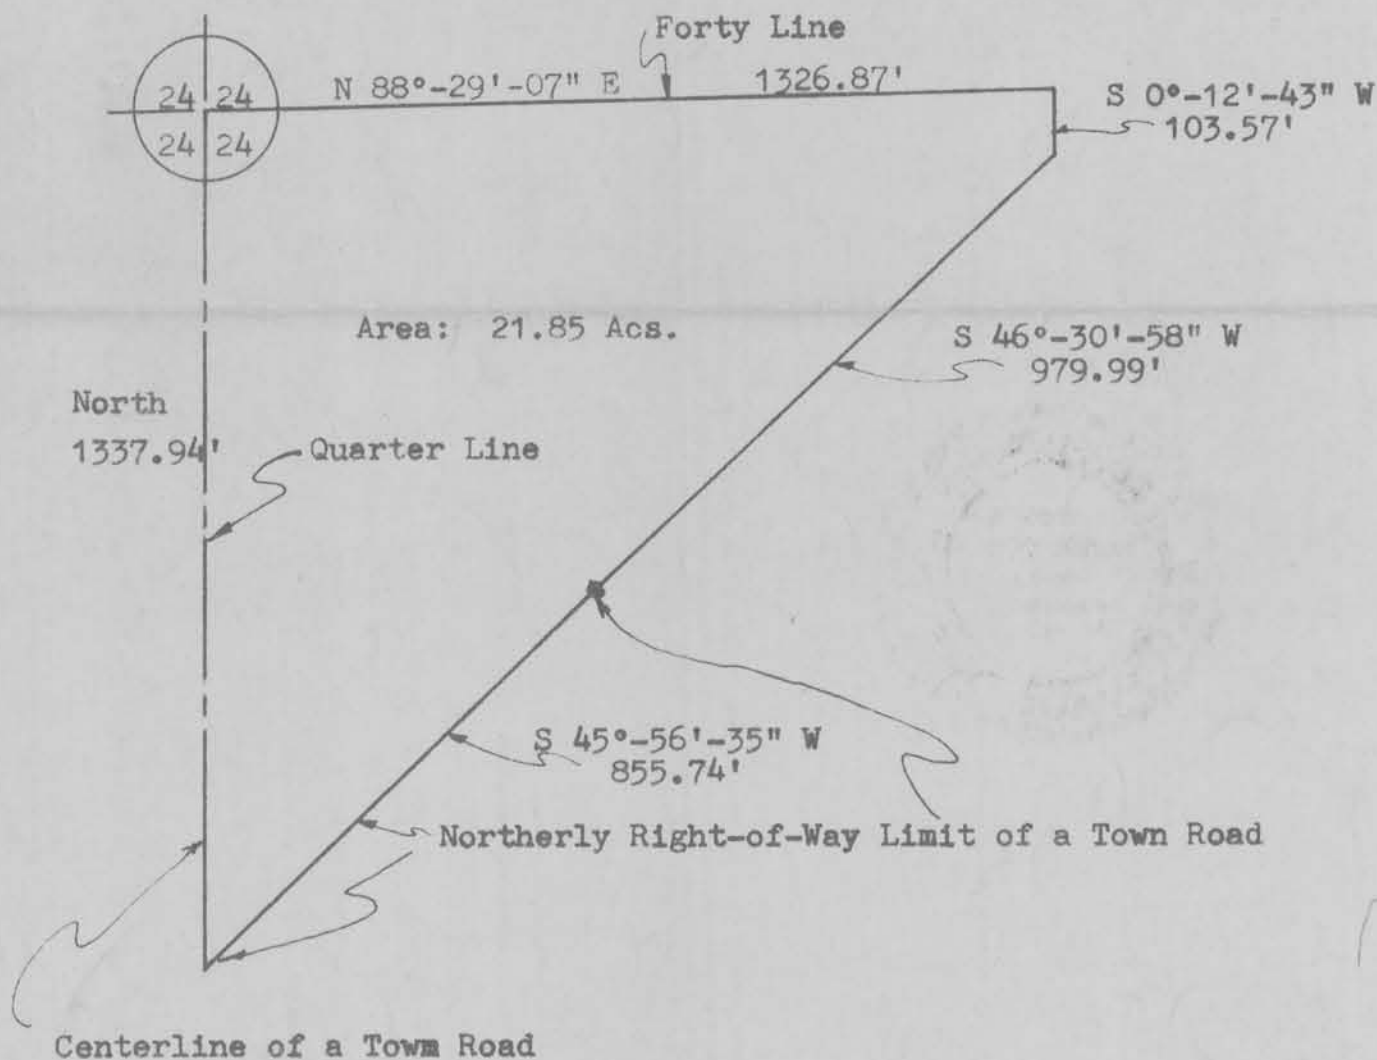 Forty Line
24 24
24 24
N 88°-29'-07" E
1326.87'
S 0°-12'-43" W
103.57'
Area: 21.85 Acs.
S 46°-30'-58" W
979.99'
North
1337.94'
Quarter Line
S 45°-56'-35" W
855.74'
Northerly Right-of-Way Limit of a Town Road
Centerline of a Town Road